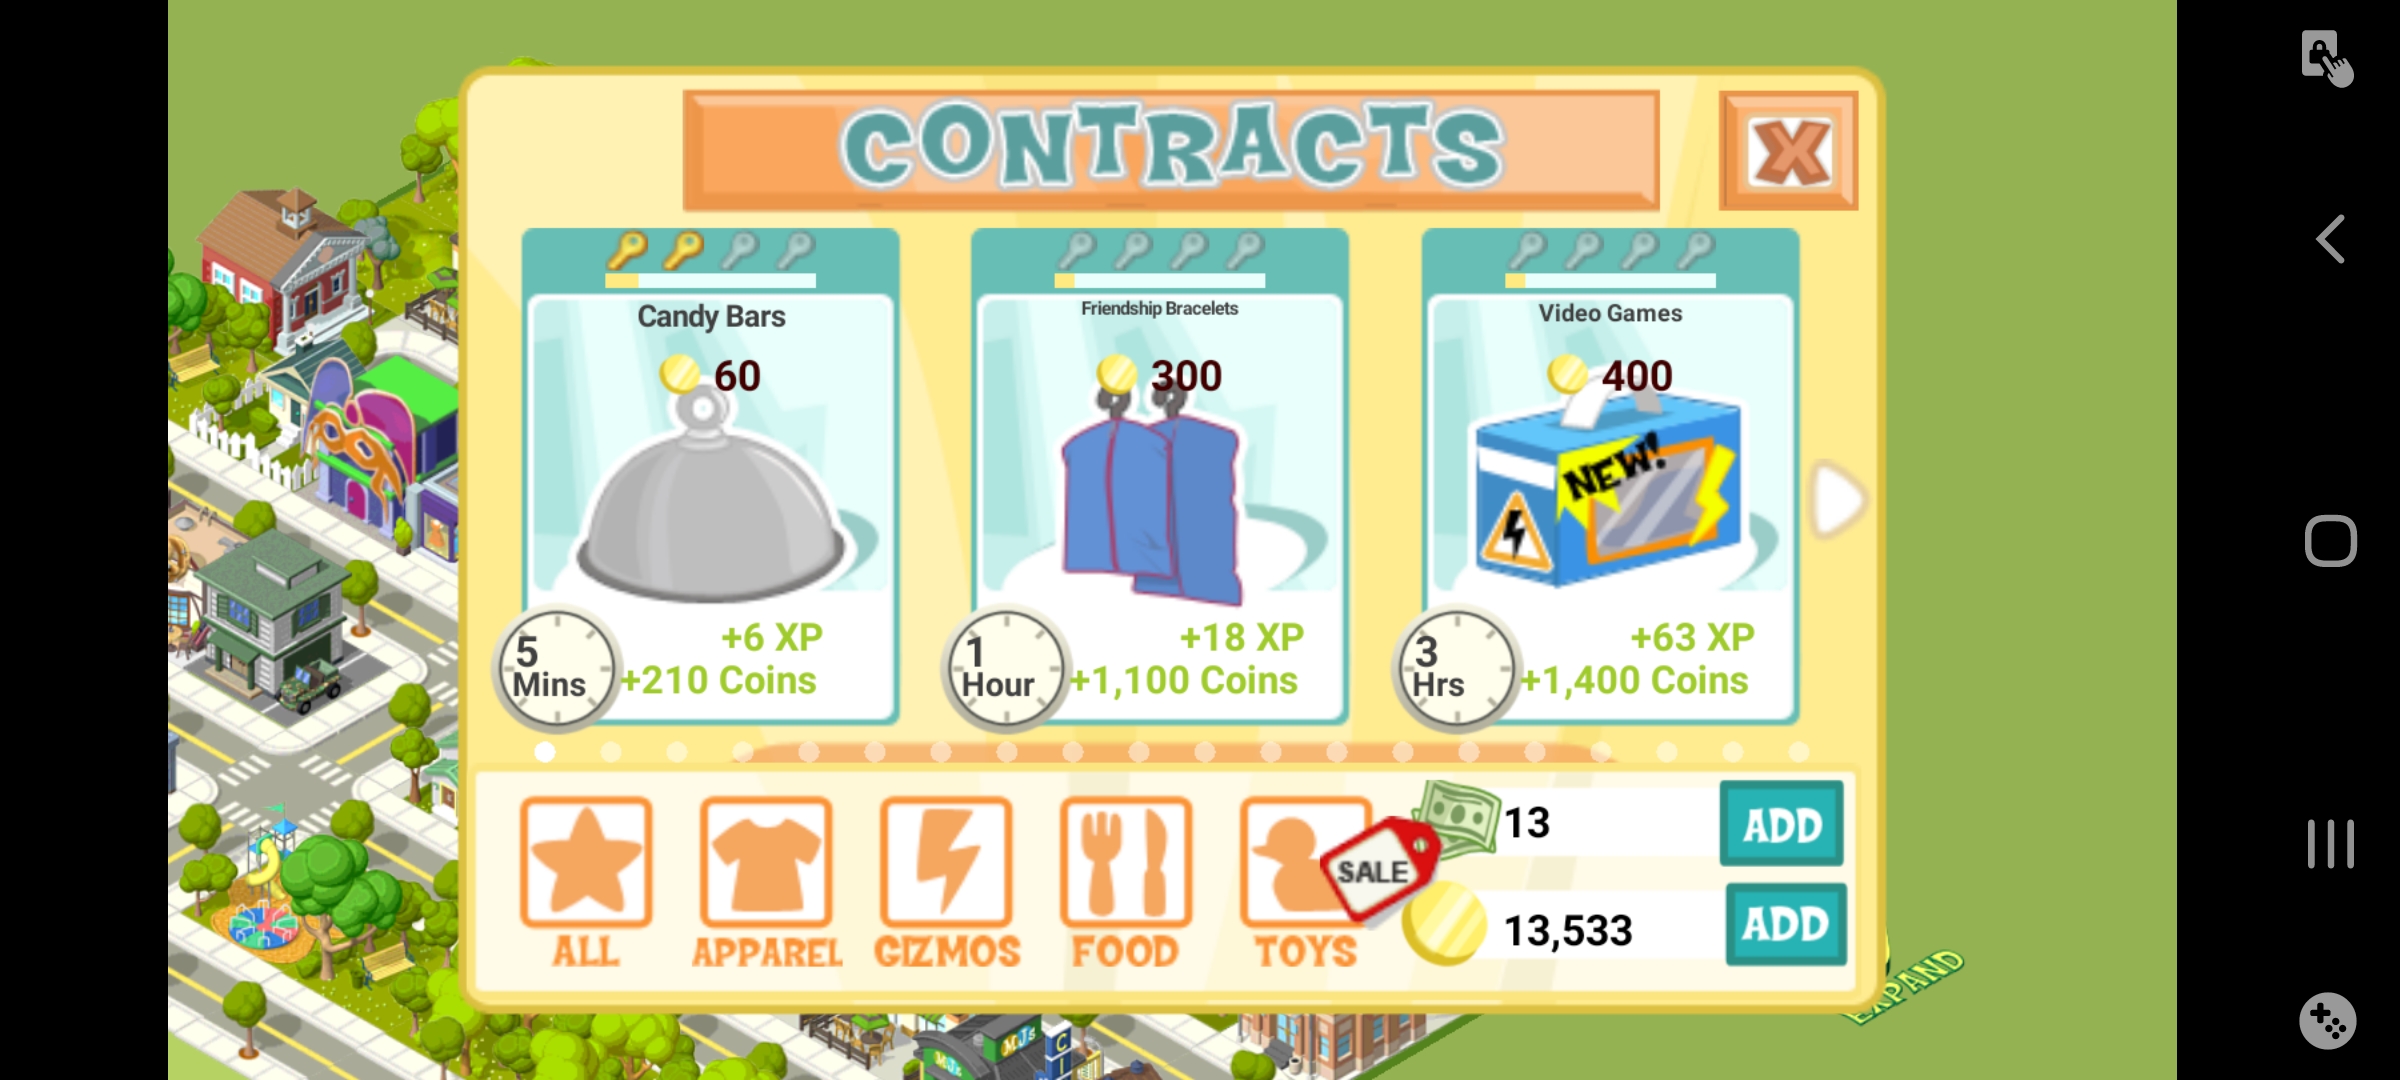 CONTRACTS
X
Candy Bars
60
5
Mins
+6 XP
+210 Coins
Friendship Bracelets
300
1
Hour
+18 XP
+1,100 Coins
Video Games
400
NEW!
3
Hrs
+63 XP
+1,400 Coins
ALL
APPAREL
GIZMOS
FOOD
TOYS
SALE
13
ADD
13,533
ADD
EXPAND
MJs
MJs
C
I